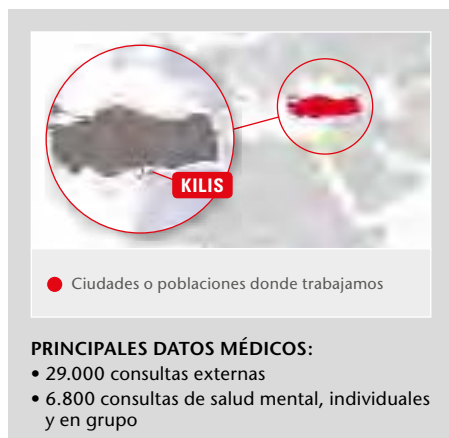 KILIS
Ciudades o poblaciones donde trabajamos
PRINCIPALES DATOS MÉDICOS:
• 29.000 consultas externas
• 6.800 consultas de salud mental, individuales
y en grupo